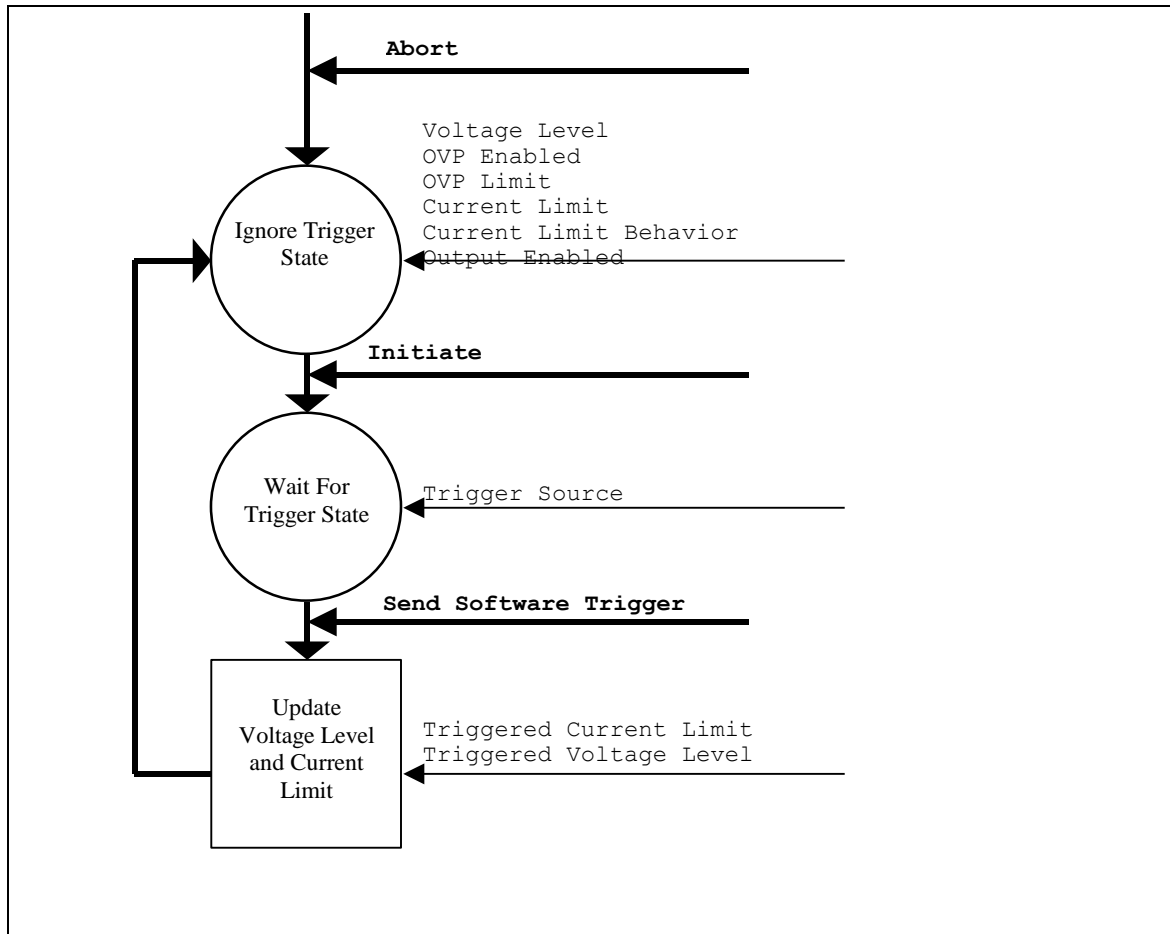 Abort
Voltage Level
OVP Enabled
OVP Limit
Current Limit
Current Limit Behavior
Output Enabled
Ignore Trigger
State
Initiate
Wait For
Trigger State
Trigger Source
Send Software Trigger
Update
Voltage Level
and Current
Limit
Triggered Current Limit
Triggered Voltage Level